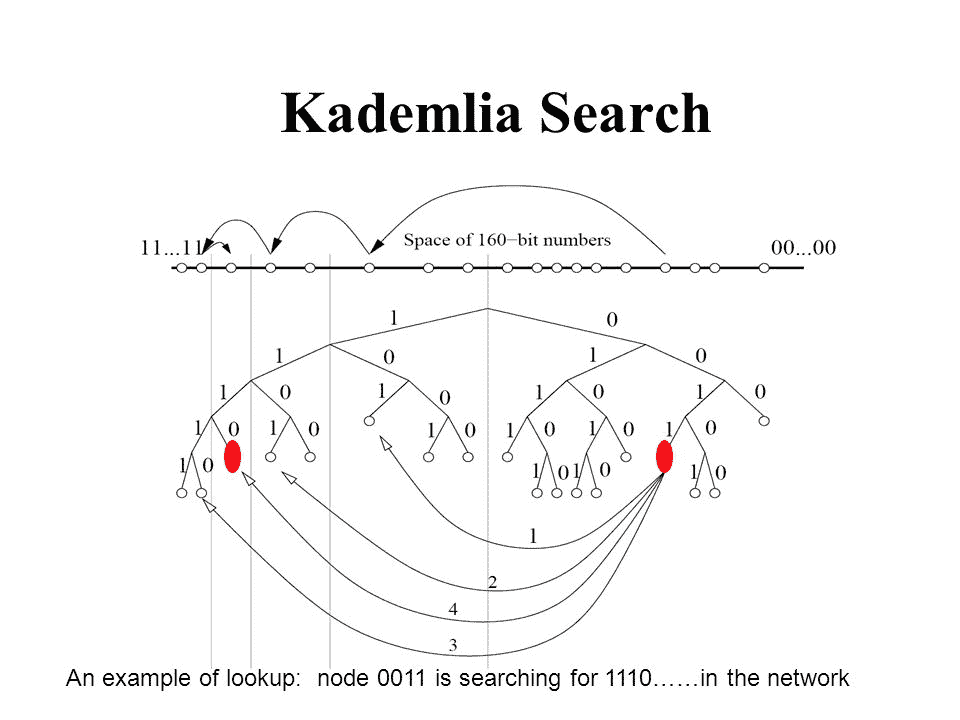 Kademlia Search
11...11 Space of 160−bit numbers 00...00
1 0
1 0 1 0
1 0 1 0 1 0 1 0
1 0 1 0 1 0 1 0 1 0 1 0
1 0 1 0 1 0 1 0
1
2
4
3
An example of lookup: node 0011 is searching for 1110……in the network